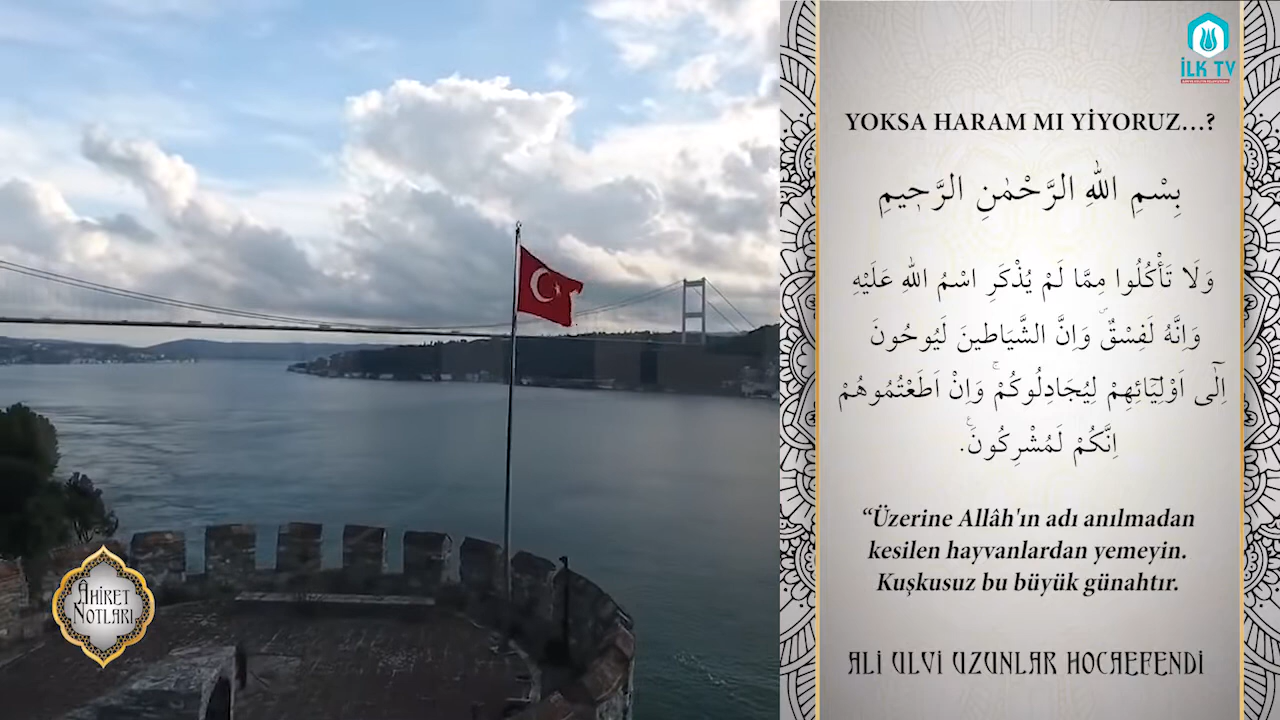 İLK TV
YOKSA HARAM MI YİYORUZ...?
بِسْمِ اللّٰهِ الرَّحْمٰنِ الرَّح۪يمِ
وَلَا تَأْكُلُوا مِمَّا لَمْ يُذْكَرِ اسْمُ اللّٰهِ عَلَيْهِ
وَاِنَّهُ لَفِسْقٌۜ وَاِنَّ الشَّيَاط۪ينَ لَيُوحُونَ
اِلٰٓى اَوْلِيَٓائِهِمْ لِيُجَادِلُوكُمْۚ وَاِنْ اَطَعْتُمُوهُمْ
اِنَّكُمْ لَمُشْرِكُونَ۟.
“Üzerine Allâh'ın adı anılmadan
kesilen hayvanlardan yemeyin.
Kuşkusuz bu büyük günahtır.
ALİ ULVİ UZUNLAR HOCAEFENDİ
ÂHİRET
NOTLARI